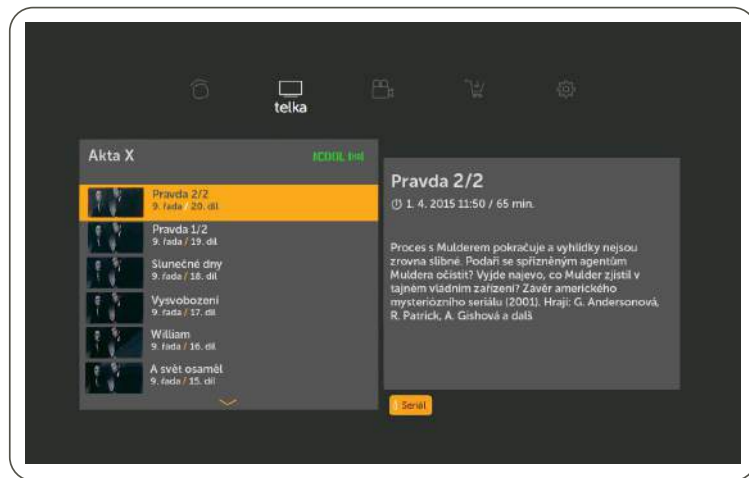 telka
Akta X
Pravda 2/2
9. řada / 20. díl
Pravda 1/2
9. řada / 19. díl
Slunečné dny
9. řada / 18. díl
Vysvobození
9. řada / 17. díl
William
9. řada / 16. díl
A svět osaměl
9. řada / 15. díl
Pravda 2/2
1. 4. 2015 11:50 / 65 min.
Proces s Mulderem pokračuje a vyhlídky nejsou
zrovna slibné. Podaří se spřízněným agentům
Muldera očistit? Vyjde najevo, co Mulder zjistil v
tajném vládním zařízení? Závěr amerického
mysteriózního seriálu (2001). Hrají: G. Andersonová,
R. Patrick, A. Gishová a dalš
Seriál